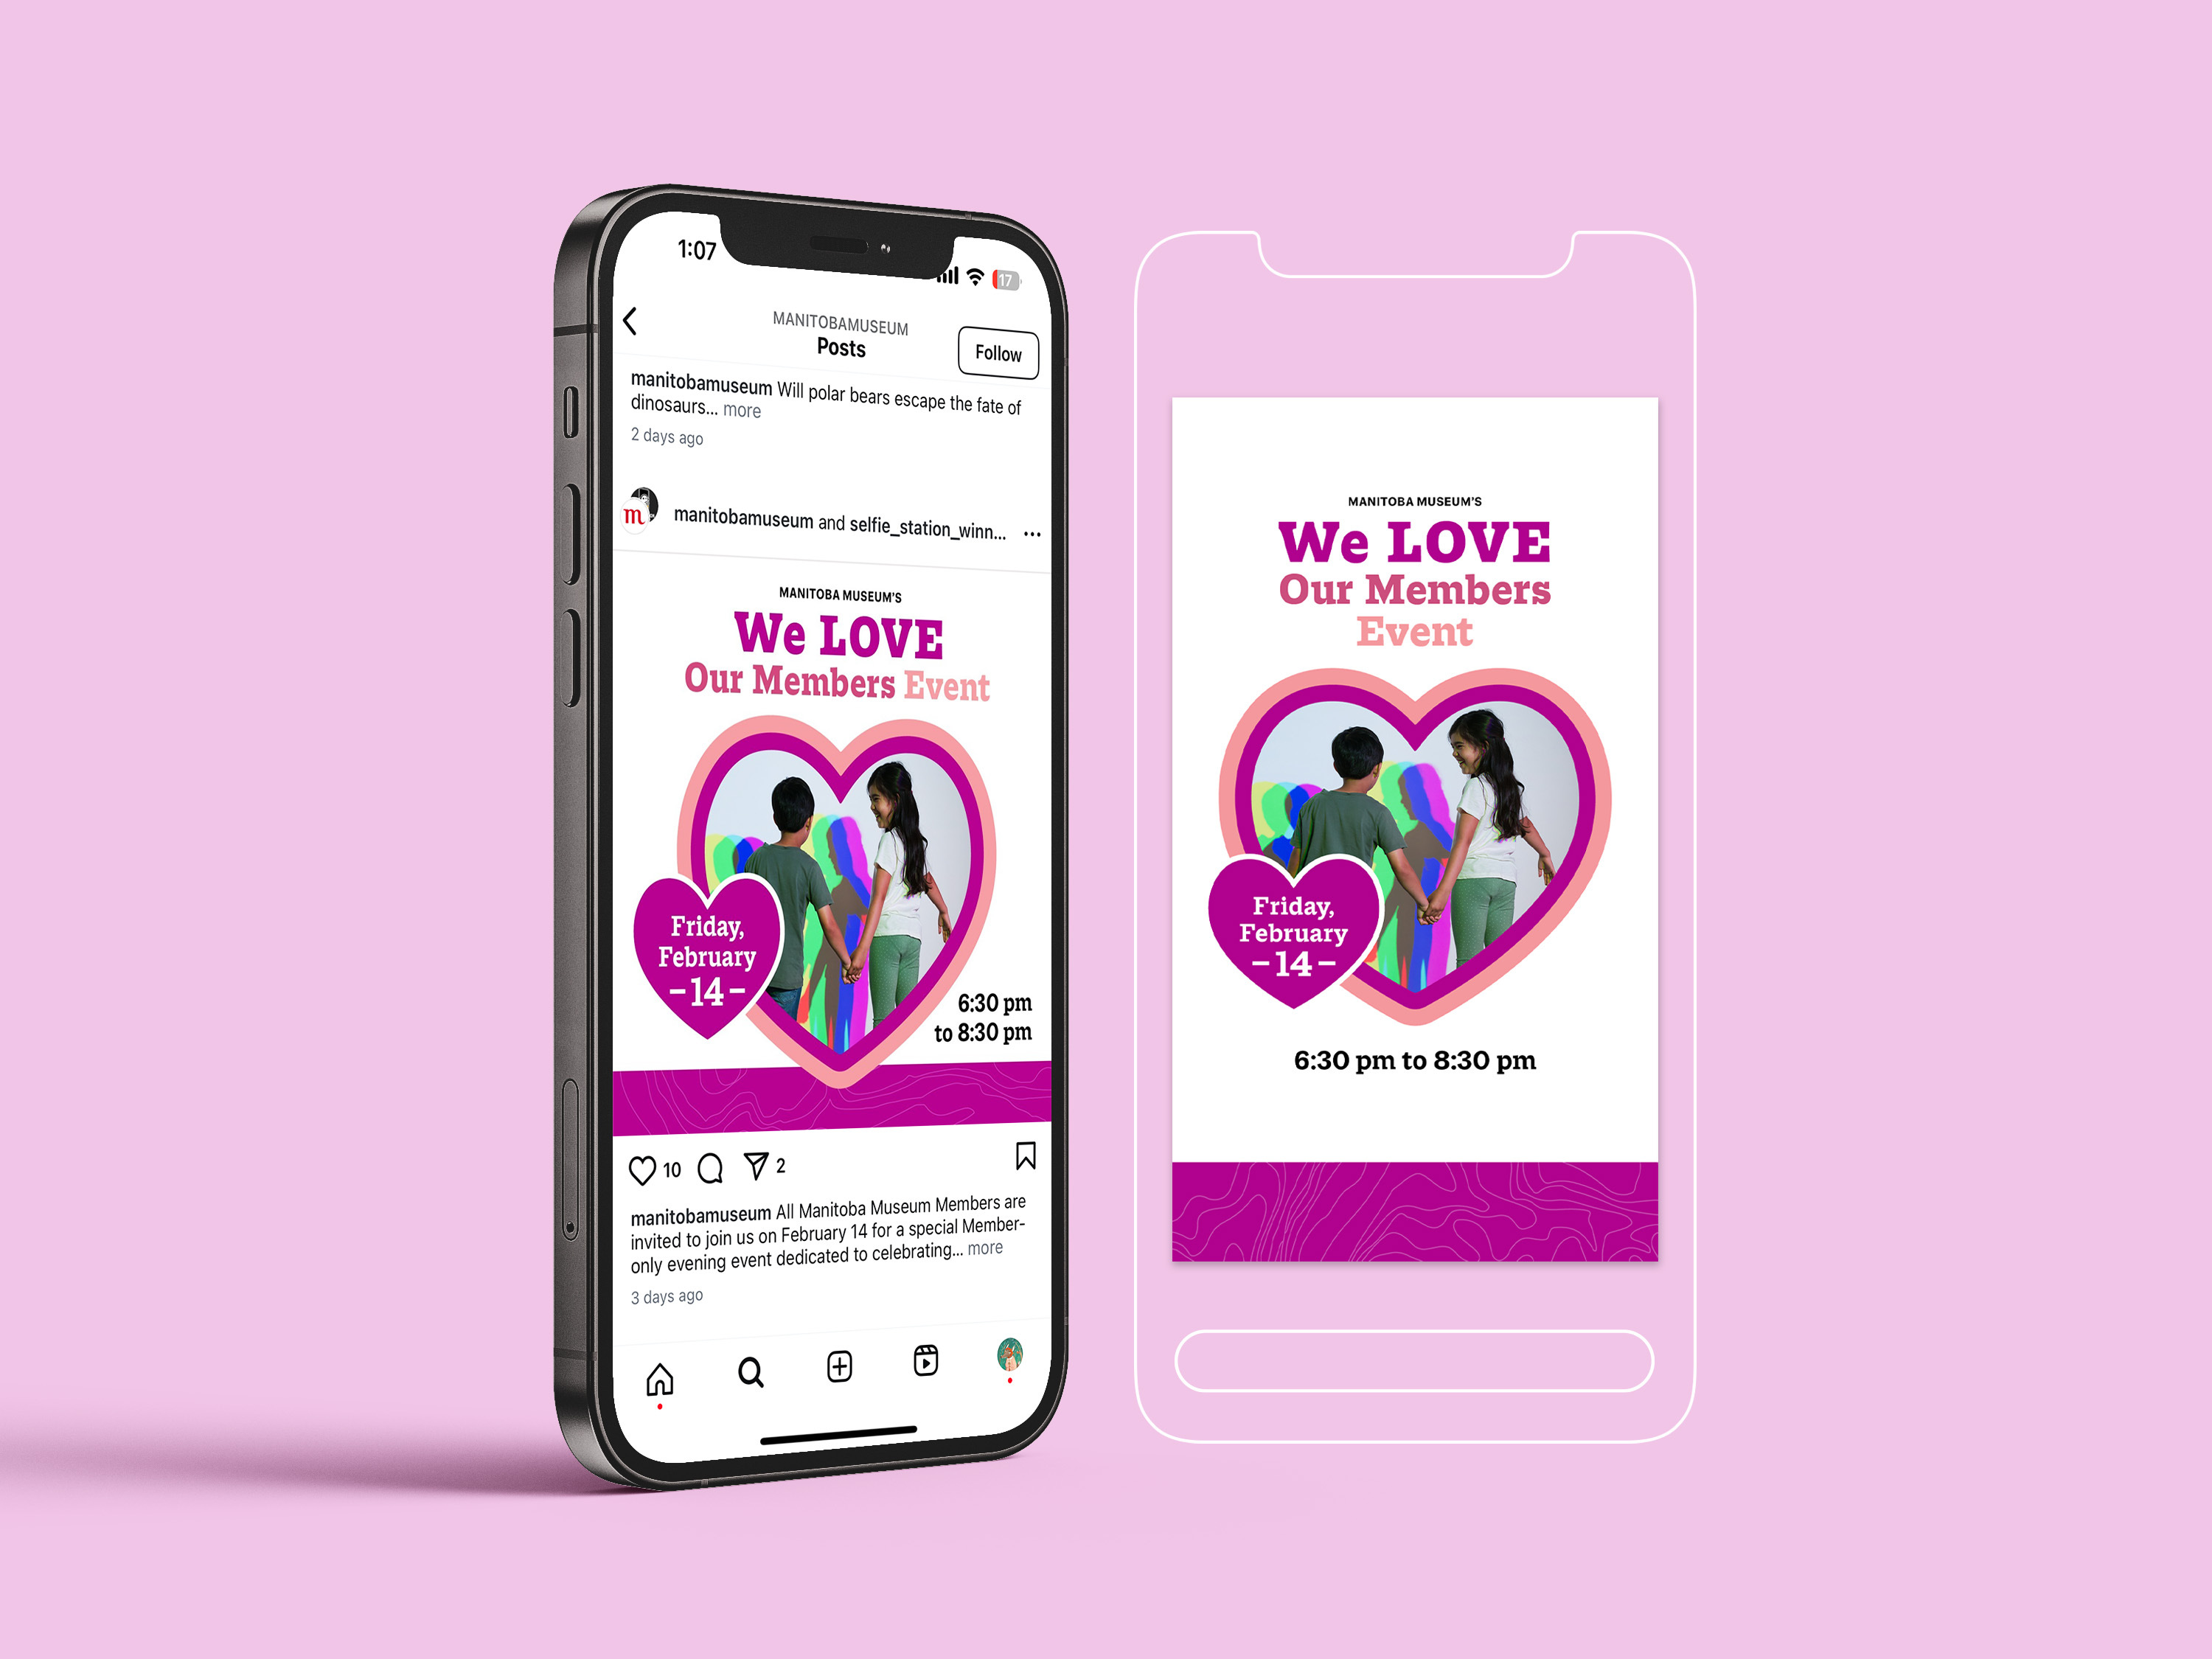 1:07
17
MANITOBAMUSEUM
Posts
Follow
manitobamuseum Will polar bears escape the fate of
dinosaurs... more
2 days ago
m
manitobamuseum and selfie_station_winn...
MANITOBA MUSEUM'S
We LOVE
Our Members Event
Friday,
February
-14-
6:30 pm
to 8:30 pm
10
2
manitobamuseum All Manitoba Museum Members are
invited to join us on February 14 for a special Member-
only evening event dedicated to celebrating... more
3 days ago
MANITOBA MUSEUM'S
We LOVE
Our Members
Event
Friday,
February
-14-
6:30 pm to 8:30 pm